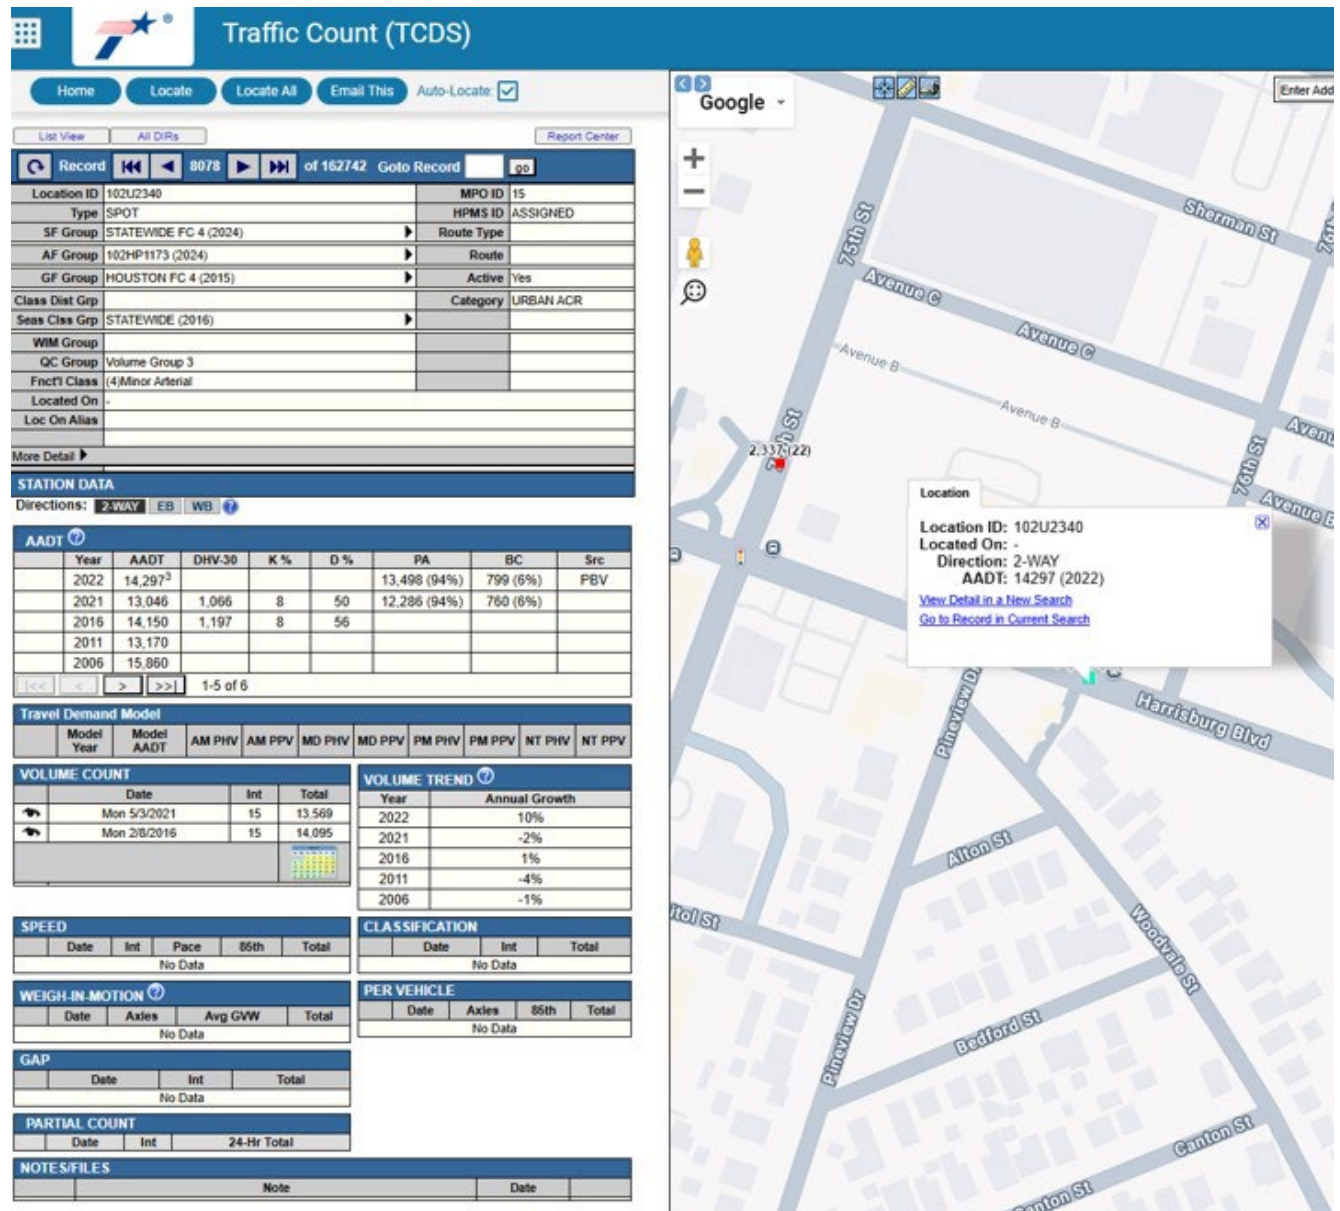 Traffic Count (TCDS)
Home Locate Locate All Email This Auto-Locate:
List View All DIRs Report Center
Record 8078 of 162742 Goto Record go
Location ID 102U2340 MPO ID 15
Type SPOT HPMS ID ASSIGNED
SF Group STATEWIDE FC 4 (2024) Route Type
AF Group 102HP1173 (2024) Route
GF Group HOUSTON FC 4 (2015) Active Yes
Class Dist Grp Category URBAN ACR
Seas Clss Grp STATEWIDE (2016)
WIM Group
QC Group Volume Group 3
Fnct'l Class (4)Minor Arterial
Located On -
Loc On Alias
More Detail
STATION DATA
Directions: 2-WAY EB WB ?
AADT ?
Year AADT DHV-30 K % D % PA BC Src
2022 14,297³ 13,498 (94%) 799 (6%) PBV
2021 13,046 1,066 8 50 12,286 (94%) 760 (6%)
2016 14,150 1,197 8 56
2011 13,170
2006 15,860
|<< < > >>| 1-5 of 6
Travel Demand Model
Model Year Model AADT AM PHV AM PPV MD PHV MD PPV PM PHV PM PPV NT PHV NT PPV
VOLUME COUNT
Date Int Total
Mon 5/3/2021 15 13,569
Mon 2/8/2016 15 14,095
VOLUME TREND ?
Year Annual Growth
2022 10%
2021 -2%
2016 1%
2011 -4%
2006 -1%
SPEED
Date Int Pace 85th Total
No Data
CLASSIFICATION
Date Int Total
No Data
WEIGH-IN-MOTION ?
Date Axles Avg GVW Total
No Data
PER VEHICLE
Date Axles 85th Total
No Data
GAP
Date Int Total
No Data
PARTIAL COUNT
Date Int 24-Hr Total
NOTES/FILES
Note Date
Google
Enter Add
+
−
75th St
Sherman St
76th
Avenue C
Avenue C
Avenue B
Avenue B
Avenu
76th St
Avenue B
2,337 (22)
Location
Location ID: 102U2340
Located On: -
Direction: 2-WAY
AADT: 14297 (2022)
View Detail in a New Search
Go to Record in Current Search
Harrisburg Blvd
Pineview Dr
Alton St
itol St
Woodvale St
Pineview Dr
Bedford St
Canton St
anton St